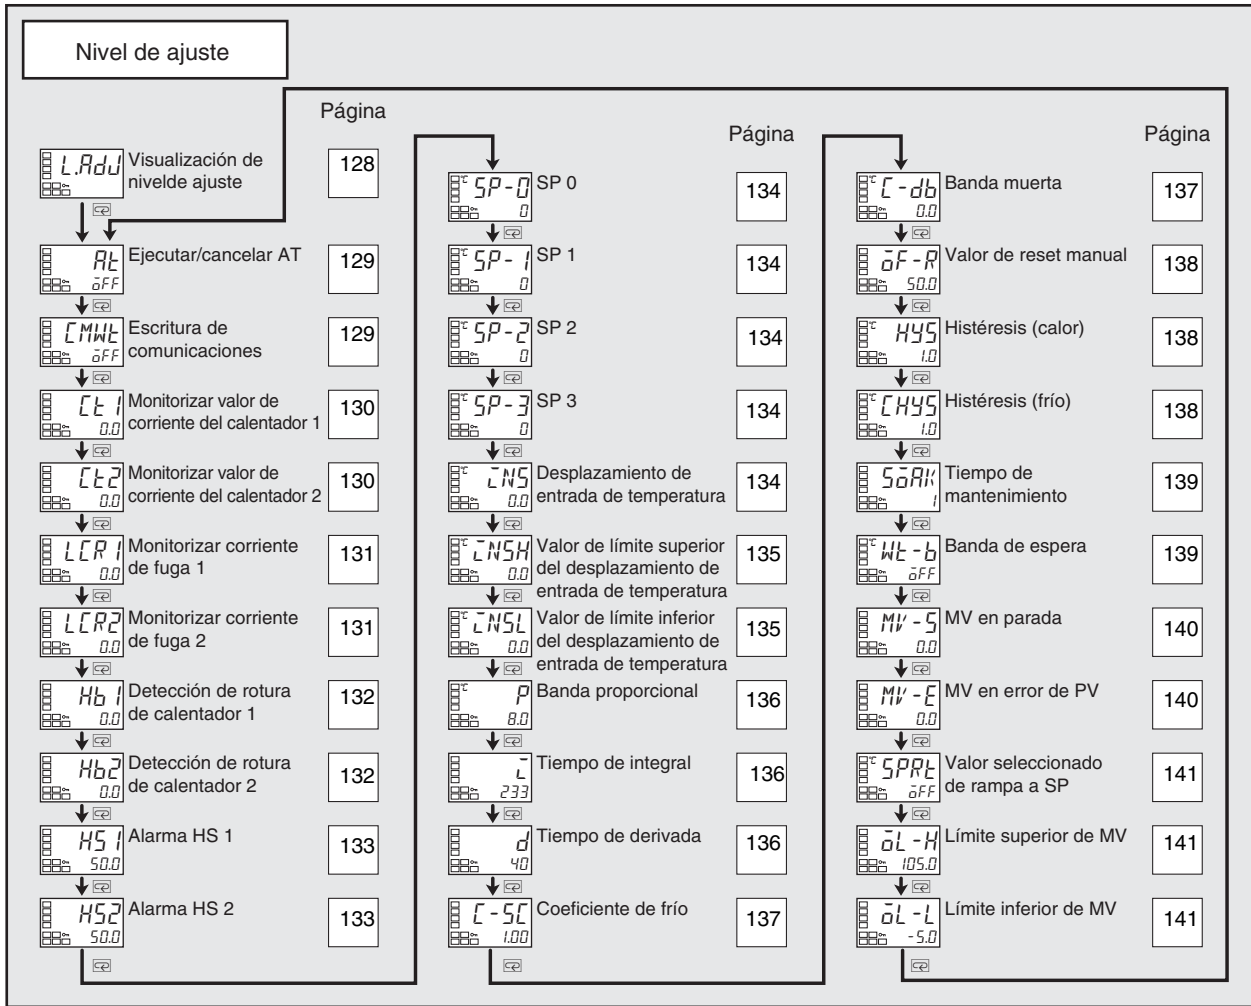 Nivel de ajuste
Página
L.AdJ
Visualización de
nivelde ajuste
128
At
oFF
Ejecutar/cancelar AT
129
CMWt
oFF
Escritura de
comunicaciones
129
Ct1
0.0
Monitorizar valor de
corriente del calentador 1
130
Ct2
0.0
Monitorizar valor de
corriente del calentador 2
130
LCR1
0.0
Monitorizar corriente
de fuga 1
131
LCR2
0.0
Monitorizar corriente
de fuga 2
131
Hb1
0.0
Detección de rotura
de calentador 1
132
Hb2
0.0
Detección de rotura
de calentador 2
132
HS1
50.0
Alarma HS 1
133
HS2
50.0
Alarma HS 2
133
Página
°C
SP-0
0
SP 0
134
°C
SP-1
0
SP 1
134
°C
SP-2
0
SP 2
134
°C
SP-3
0
SP 3
134
°C
iNS
0.0
Desplazamiento de
entrada de temperatura
134
°C
iNSH
0.0
Valor de límite superior
del desplazamiento de
entrada de temperatura
135
°C
iNSL
0.0
Valor de límite inferior
del desplazamiento de
entrada de temperatura
135
°C
P
8.0
Banda proporcional
136
i
233
Tiempo de integral
136
d
40
Tiempo de derivada
136
C-SC
1.00
Coeficiente de frío
137
Página
°C
C-db
0.0
Banda muerta
137
oF-R
50.0
Valor de reset manual
138
°C
HYS
1.0
Histéresis (calor)
138
°C
CHYS
1.0
Histéresis (frío)
138
SoAK
1
Tiempo de
mantenimiento
139
°C
Wt-b
oFF
Banda de espera
139
MV-S
0.0
MV en parada
140
MV-E
0.0
MV en error de PV
140
°C
SPRt
oFF
Valor seleccionado
de rampa a SP
141
oL-H
105.0
Límite superior de MV
141
oL-L
-5.0
Límite inferior de MV
141